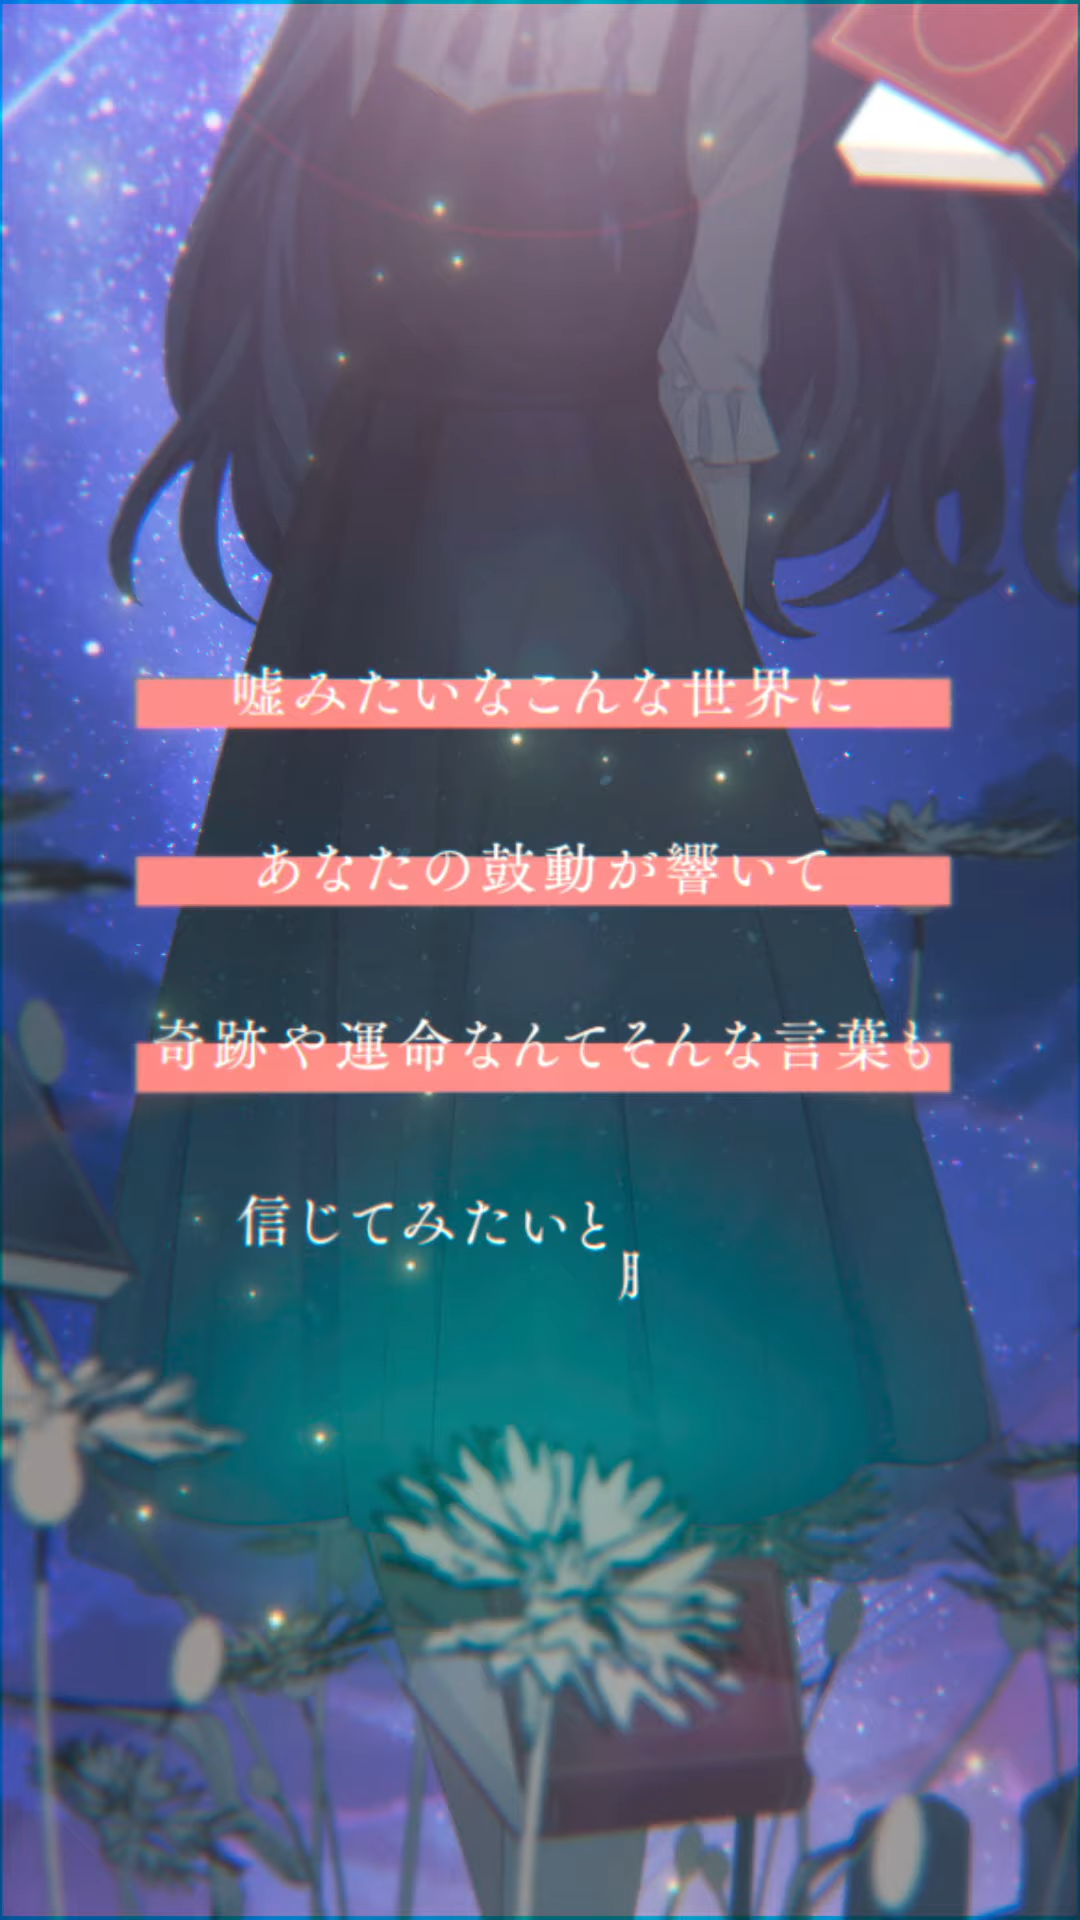 嘘みたいなこんな世界に
あなたの鼓動が響いて
奇跡や運命なんてそんな言葉も
信じてみたいと